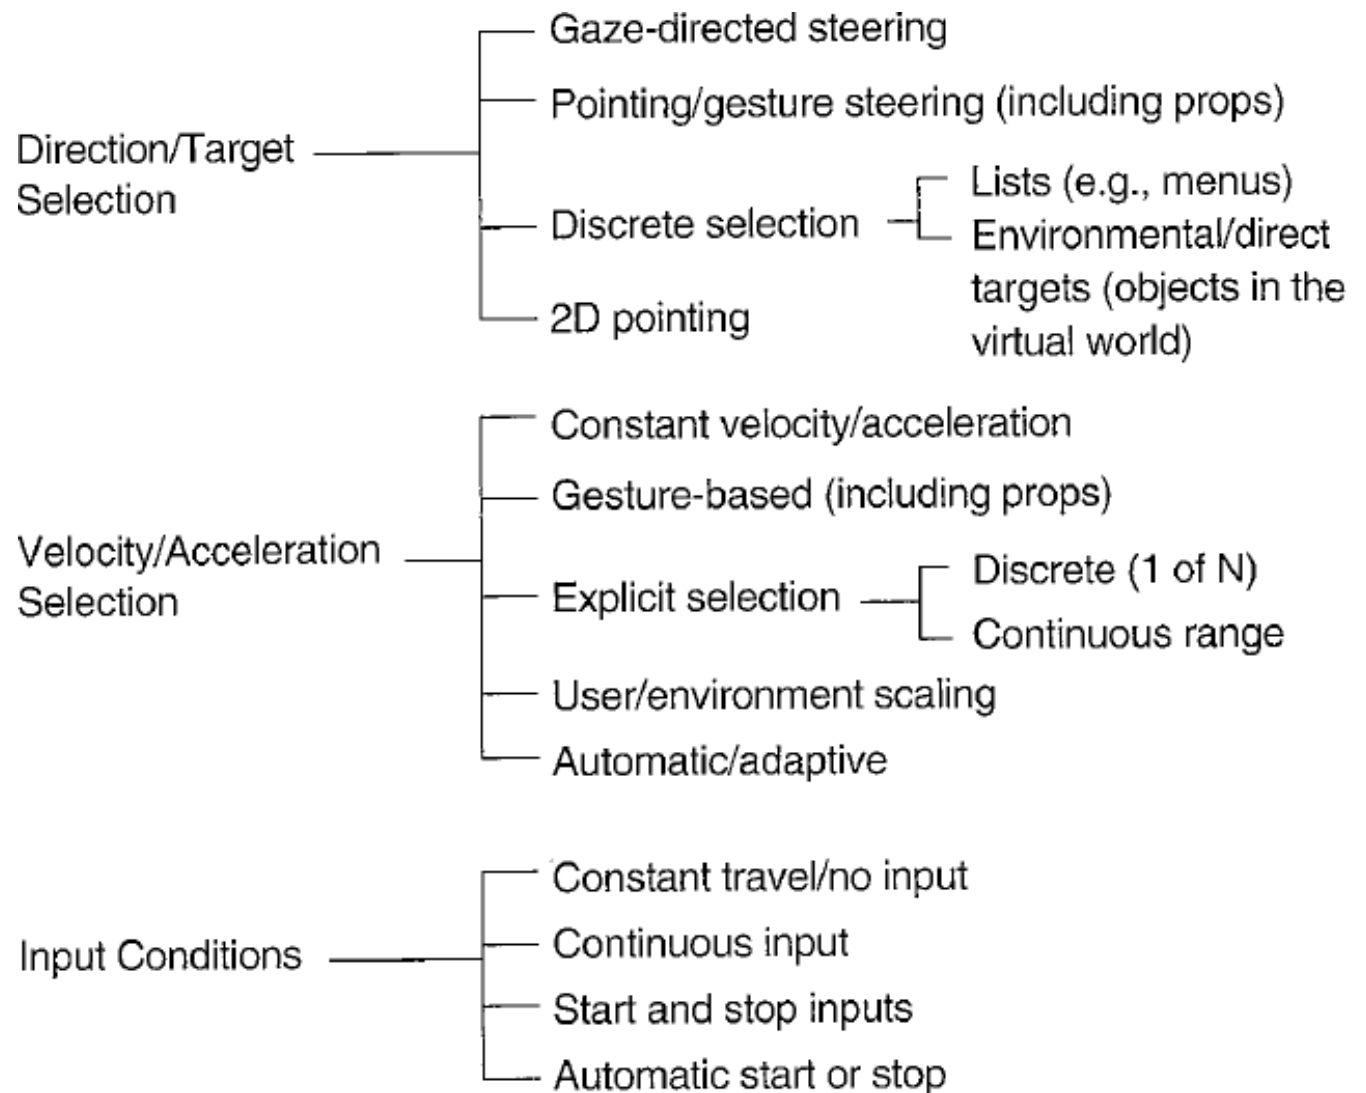 Gaze-directed steering
Pointing/gesture steering (including props)
Direction/Target
Selection
Discrete selection
Lists (e.g., menus)
Environmental/direct
targets (objects in the
virtual world)
2D pointing
Constant velocity/acceleration
Gesture-based (including props)
Velocity/Acceleration
Selection
Explicit selection
Discrete (1 of N)
Continuous range
User/environment scaling
Automatic/adaptive
Constant travel/no input
Continuous input
Input Conditions
Start and stop inputs
Automatic start or stop